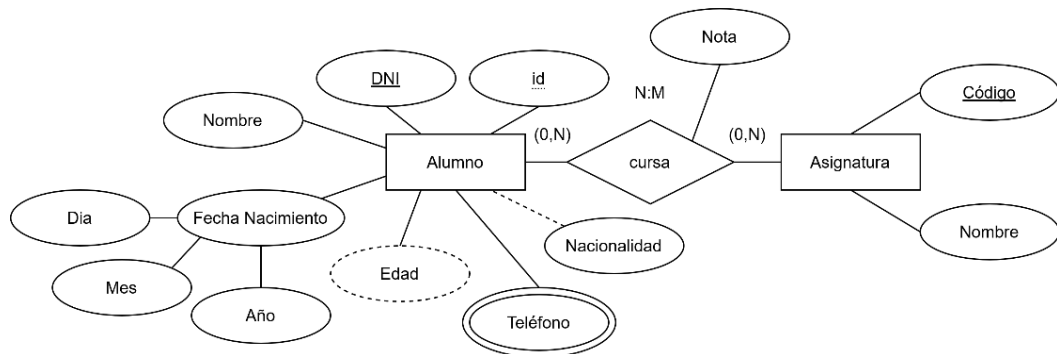 Nota
DNI
id
N:M
Código
Nombre
(0,N)
(0,N)
Alumno
cursa
Asignatura
Dia
Fecha Nacimiento
Nacionalidad
Nombre
Edad
Mes
Año
Teléfono